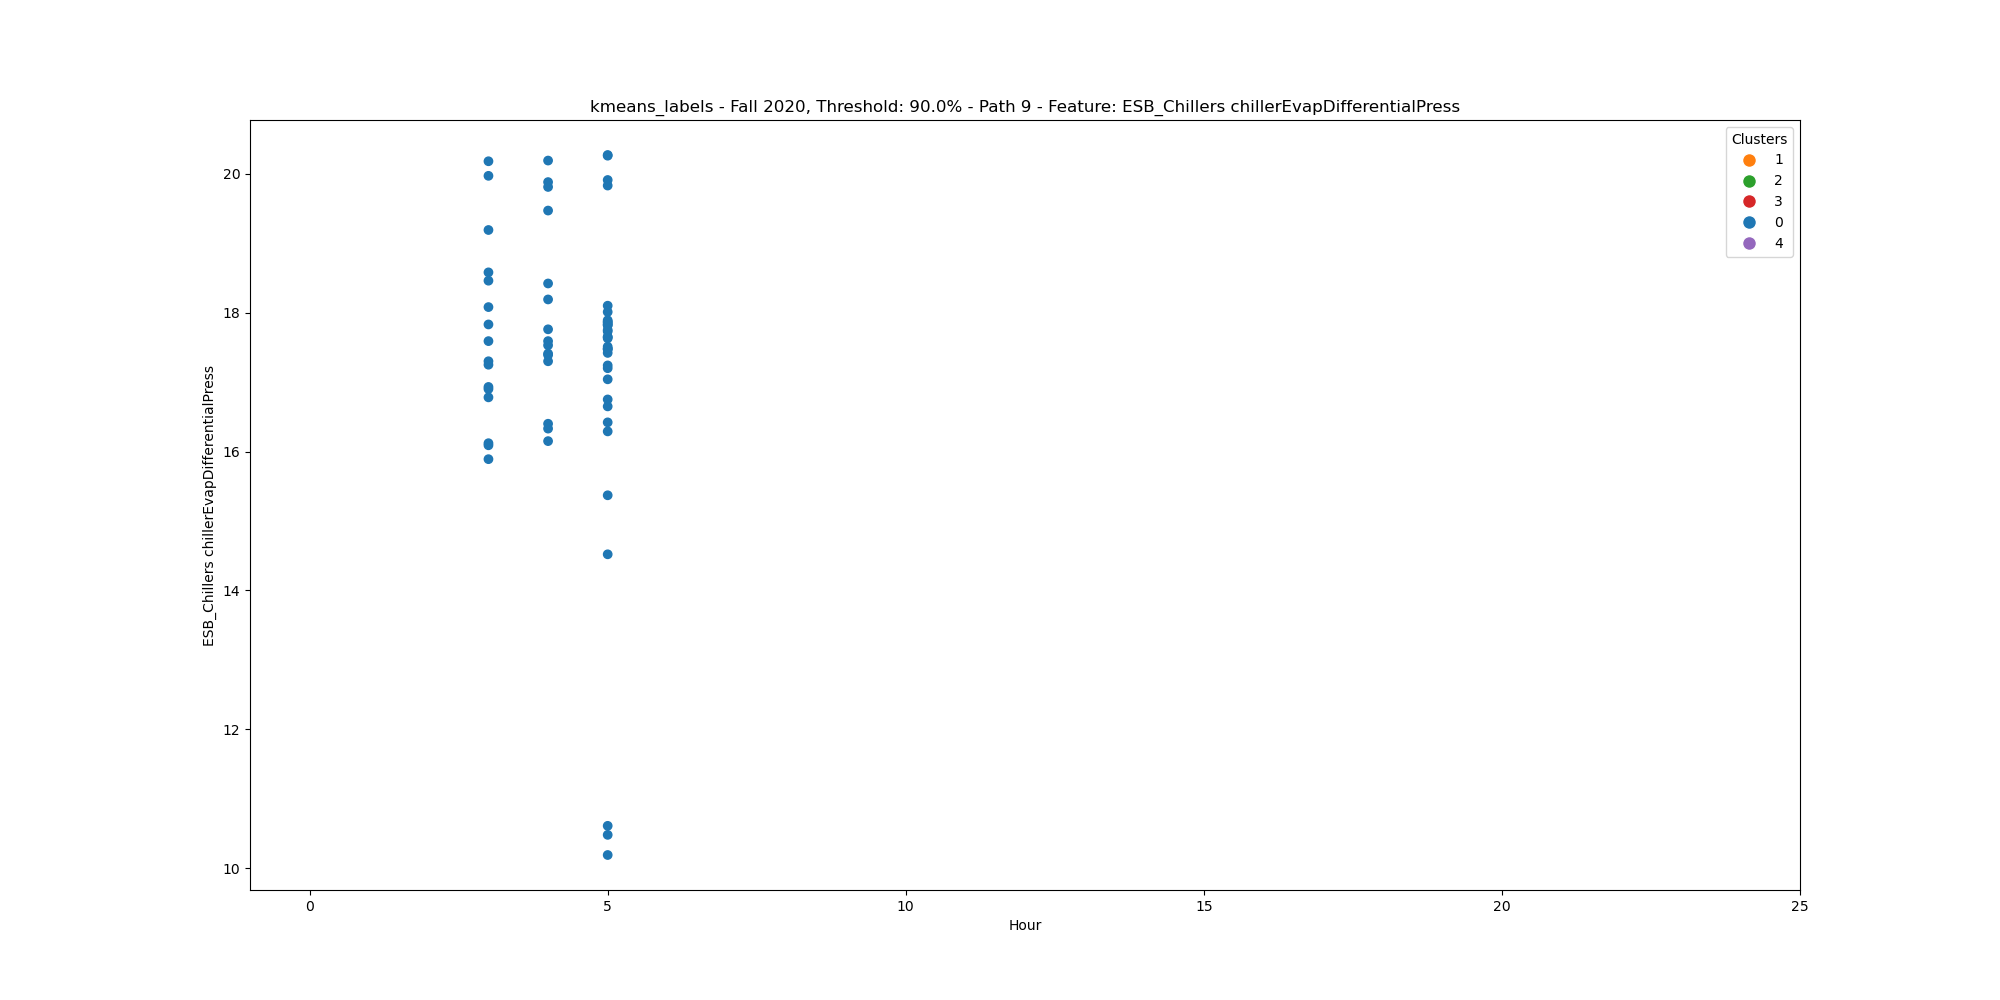 kmeans_labels - Fall 2020, Threshold: 90.0% - Path 9 - Feature: ESB_Chillers chillerEvapDifferentialPress
Clusters
1
2
3
0
4
ESB_Chillers chillerEvapDifferentialPress
20
18
16
14
12
10
0 5 10 15 20 25
Hour